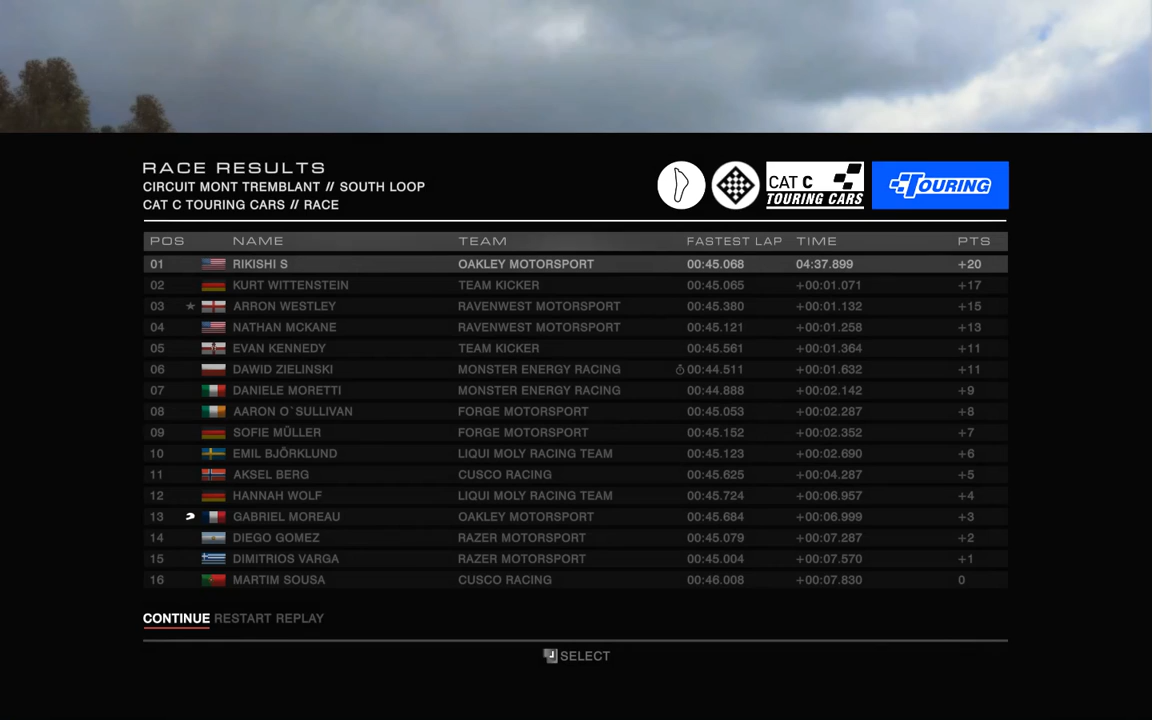 RACE RESULTS
CIRCUIT MONT TREMBLANT // SOUTH LOOP
CAT C TOURING CARS // RACE
CAT C
TOURING CARS
TOURING
POS NAME TEAM FASTEST LAP TIME PTS
01 RIKISHI S OAKLEY MOTORSPORT 00:45.068 04:37.899 +20
02 KURT WITTENSTEIN TEAM KICKER 00:45.065 +00:01.071 +17
03 ARRON WESTLEY RAVENWEST MOTORSPORT 00:45.380 +00:01.132 +15
04 NATHAN MCKANE RAVENWEST MOTORSPORT 00:45.121 +00:01.258 +13
05 EVAN KENNEDY TEAM KICKER 00:45.561 +00:01.364 +11
06 DAWID ZIELINSKI MONSTER ENERGY RACING 00:44.511 +00:01.632 +11
07 DANIELE MORETTI MONSTER ENERGY RACING 00:44.888 +00:02.142 +9
08 AARON O`SULLIVAN FORGE MOTORSPORT 00:45.053 +00:02.287 +8
09 SOFIE MÜLLER FORGE MOTORSPORT 00:45.152 +00:02.352 +7
10 EMIL BJÖRKLUND LIQUI MOLY RACING TEAM 00:45.123 +00:02.690 +6
11 AKSEL BERG CUSCO RACING 00:45.625 +00:04.287 +5
12 HANNAH WOLF LIQUI MOLY RACING TEAM 00:45.724 +00:06.957 +4
13 GABRIEL MOREAU OAKLEY MOTORSPORT 00:45.684 +00:06.999 +3
14 DIEGO GOMEZ RAZER MOTORSPORT 00:45.079 +00:07.287 +2
15 DIMITRIOS VARGA RAZER MOTORSPORT 00:45.004 +00:07.570 +1
16 MARTIM SOUSA CUSCO RACING 00:46.008 +00:07.830 0
CONTINUE RESTART REPLAY
SELECT